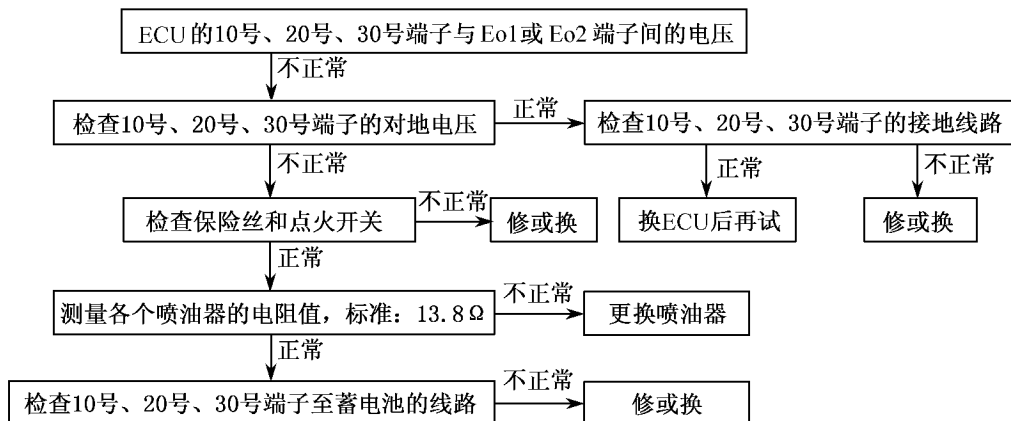 ECU的10号、20号、30号端子与Eo1或Eo2端子间的电压
不正常
检查10号、20号、30号端子的对地电压
正常
检查10号、20号、30号端子的接地线路
不正常
正常
不正常
检查保险丝和点火开关
不正常
修或换
换ECU后再试
修或换
正常
测量各个喷油器的电阻值，标准：13.8Ω
不正常
更换喷油器
正常
检查10号、20号、30号端子至蓄电池的线路
不正常
修或换